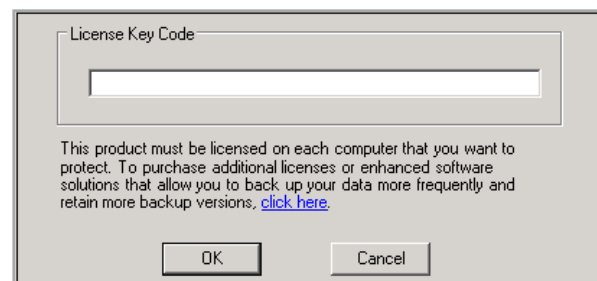 License Key Code
This product must be licensed on each computer that you want to
protect. To purchase additional licenses or enhanced software
solutions that allow you to back up your data more frequently and
retain more backup versions, click here.
OK Cancel